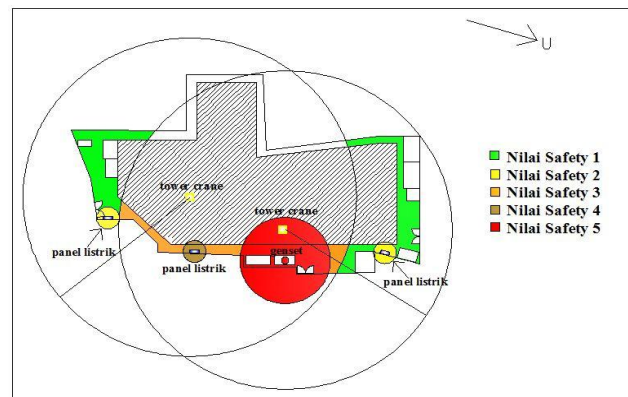 U
tower crane
tower crane
panel listrik
panel listrik
genset
panel listrik
Nilai Safety 1
Nilai Safety 2
Nilai Safety 3
Nilai Safety 4
Nilai Safety 5